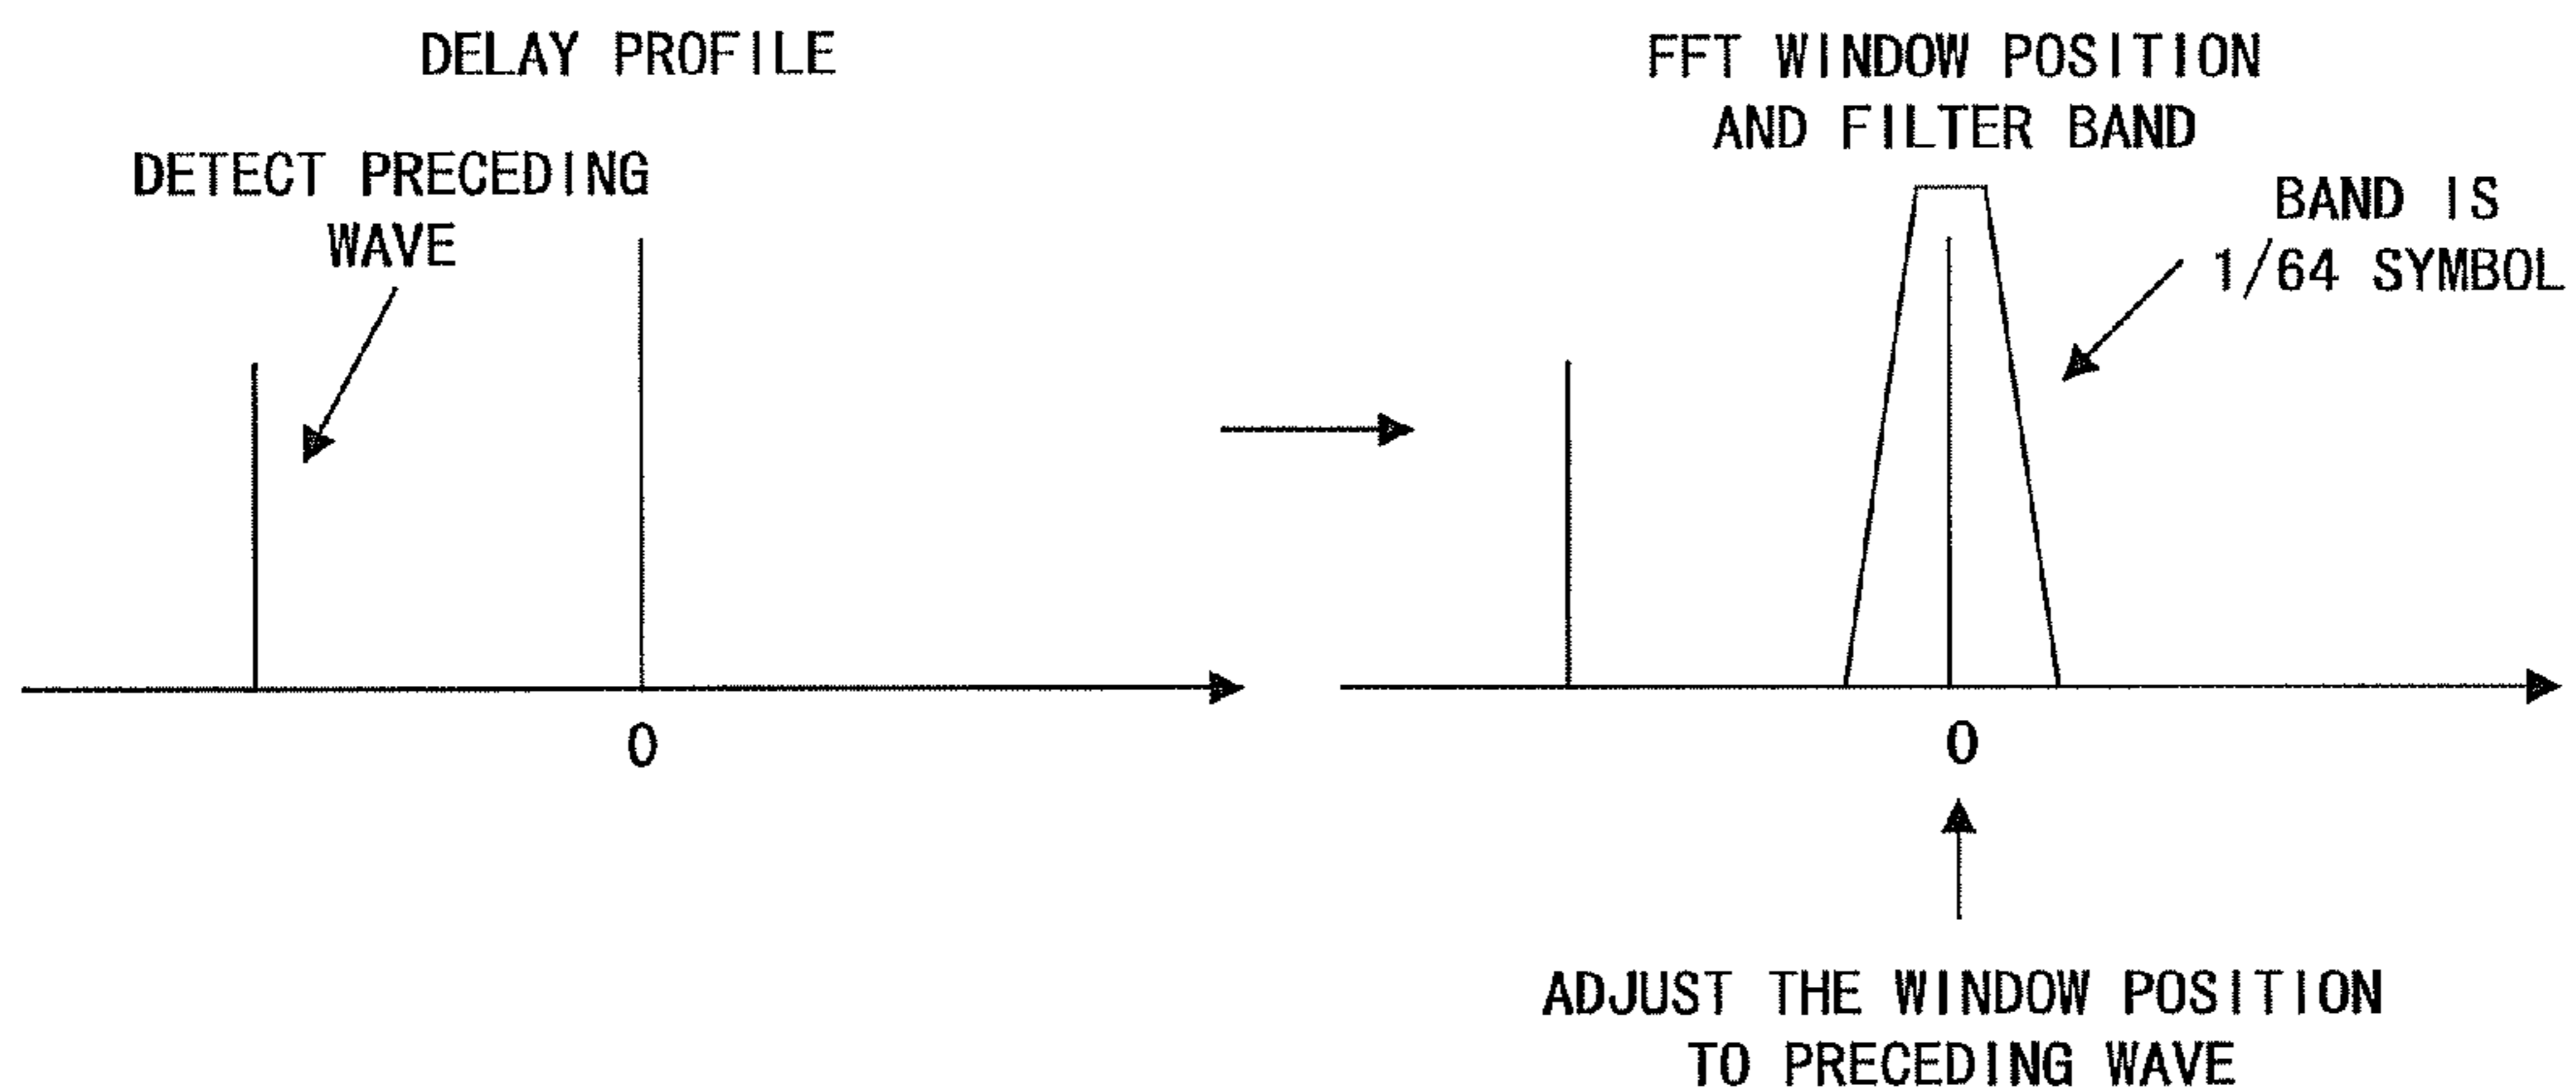 DELAY PROFILE
DETECT PRECEDING
WAVE
0
FFT WINDOW POSITION
AND FILTER BAND
BAND IS
1/64 SYMBOL
0
ADJUST THE WINDOW POSITION
TO PRECEDING WAVE